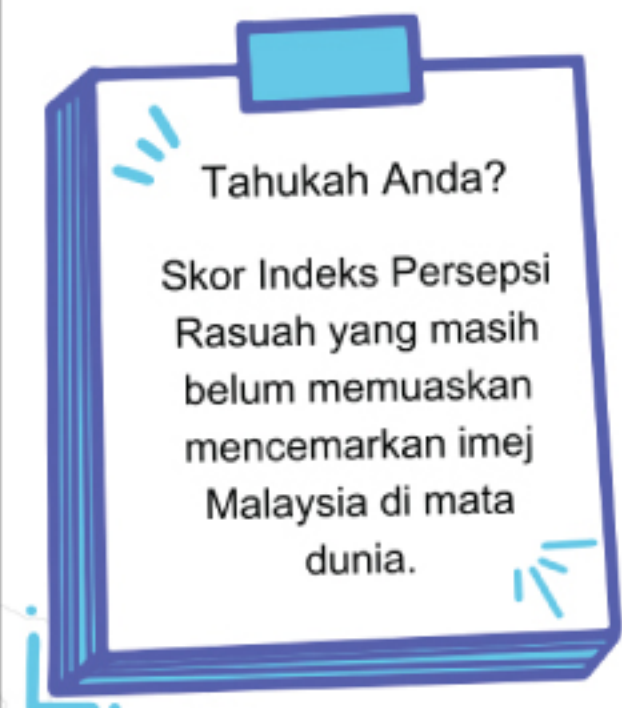 Tahukah Anda?
Skor Indeks Persepsi
Rasuah yang masih
belum memuaskan
mencemarkan imej
Malaysia di mata
dunia.